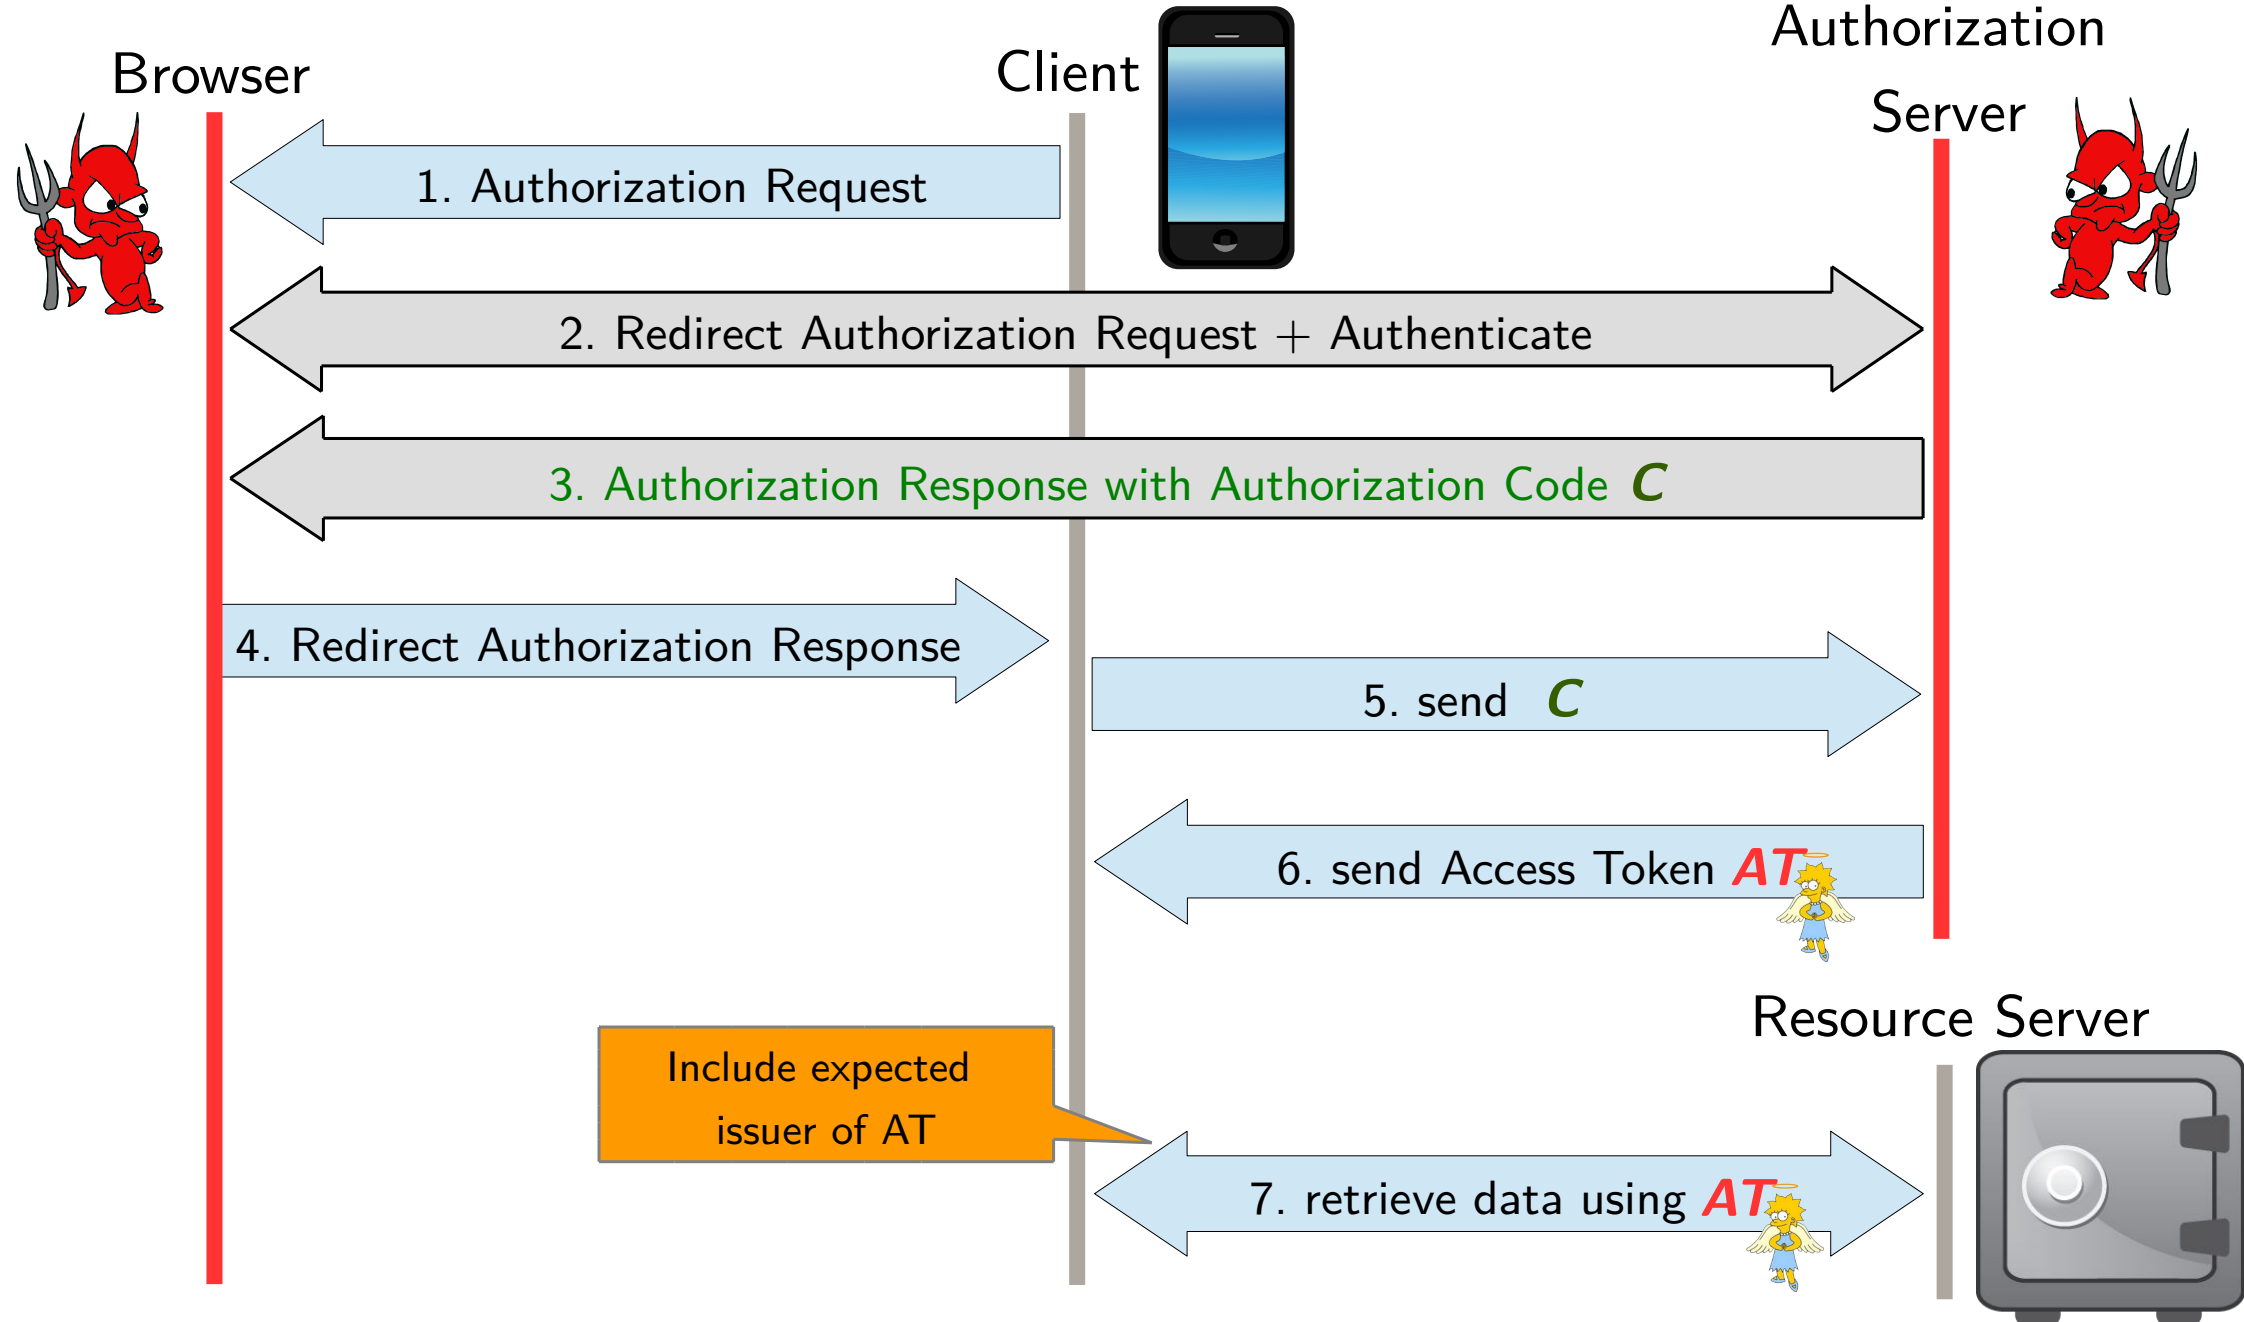 Browser
Client
Authorization
Server
1. Authorization Request
2. Redirect Authorization Request + Authenticate
3. Authorization Response with Authorization Code C
4. Redirect Authorization Response
5. send C
6. send Access Token AT
Resource Server
Include expected
issuer of AT
7. retrieve data using AT